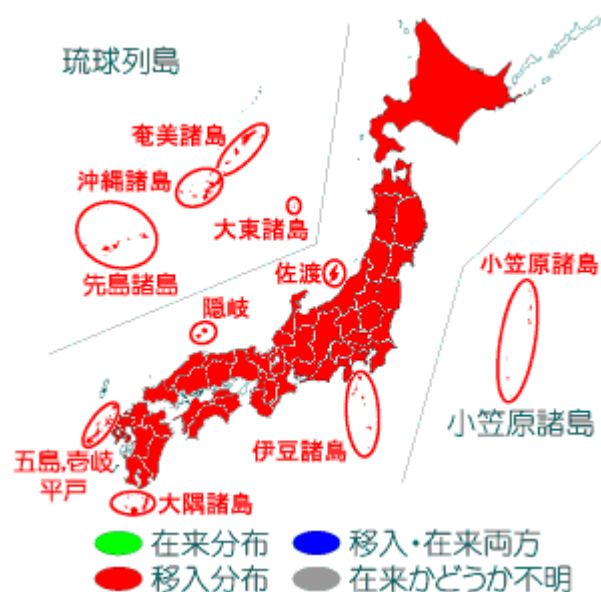 琉球列島
奄美諸島
沖縄諸島
大東諸島
先島諸島
佐渡
隠岐
小笠原諸島
小笠原諸島
伊豆諸島
五島,壱岐
平戸
大隅諸島
在来分布
移入・在来両方
移入分布
在来かどうか不明